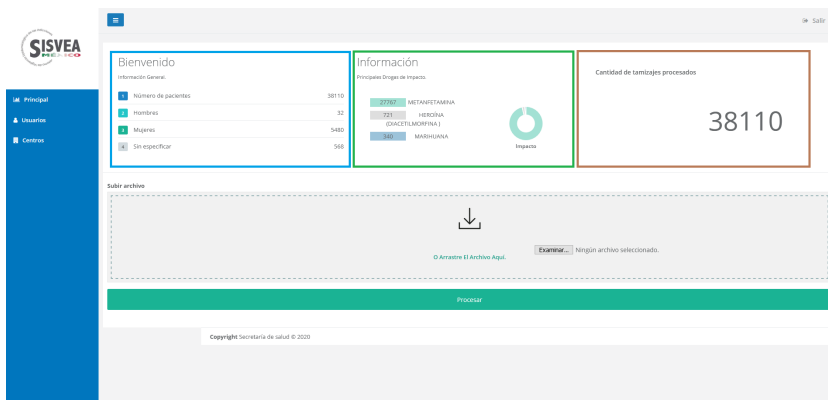 SISVEA
MÉXICO
Salir
Principal
Usuarios
Centros
Bienvenido
Información General.
1 Número de pacientes 38110
2 Hombres 32
3 Mujeres 5480
4 Sin especificar 568
Información
Principales Drogas de Impacto.
27767 METANFETAMINA
721 HEROÍNA
(DIACETILMORFINA )
340 MARIHUANA
Impacto
Cantidad de tamizajes procesados
38110
Subir archivo
O Arrastre El Archivo Aquí.
Examinar... Ningún archivo seleccionado.
Procesar
Copyright Secretaría de salud © 2020